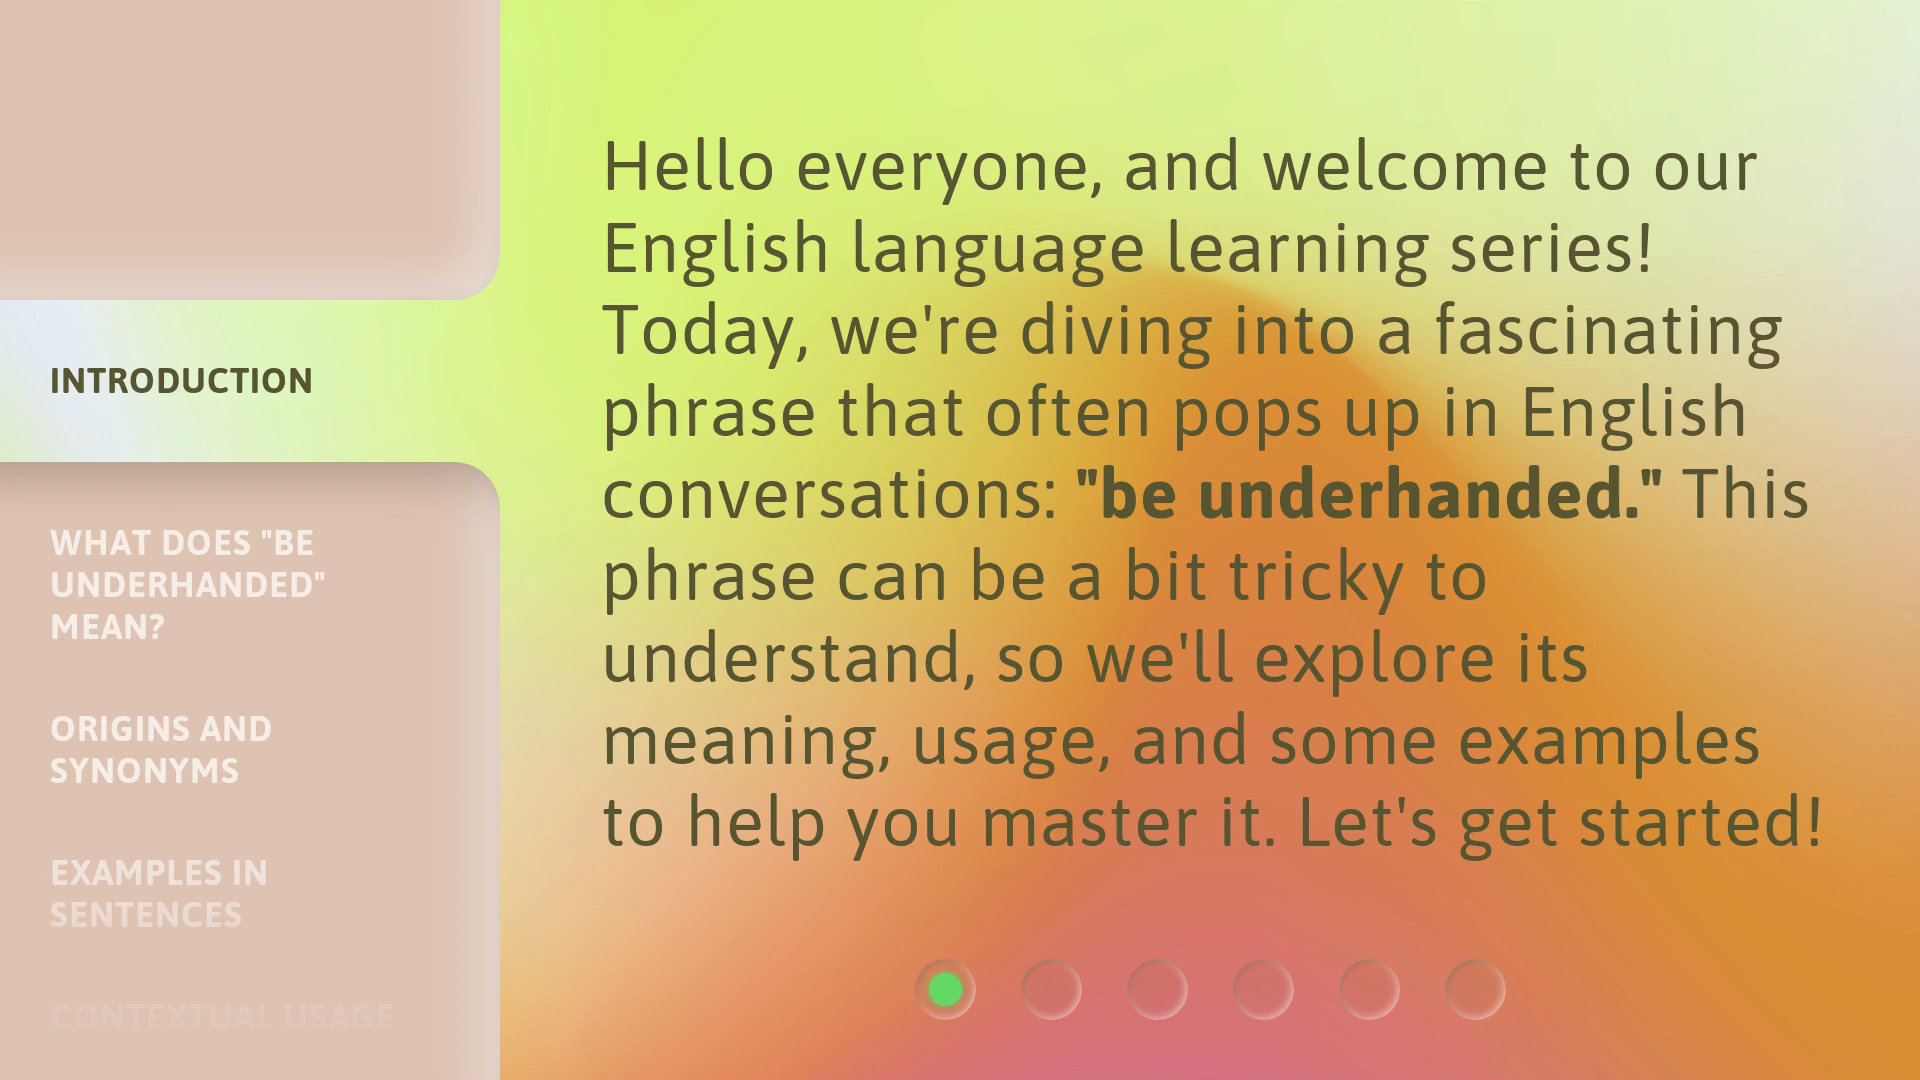 INTRODUCTION
WHAT DOES "BE
UNDERHANDED"
MEAN?
ORIGINS AND
SYNONYMS
EXAMPLES IN
SENTENCES
CONTEXTUAL USAGE
Hello everyone, and welcome to our
English language learning series!
Today, we're diving into a fascinating
phrase that often pops up in English
conversations: "be underhanded." This
phrase can be a bit tricky to
understand, so we'll explore its
meaning, usage, and some examples
to help you master it. Let's get started!